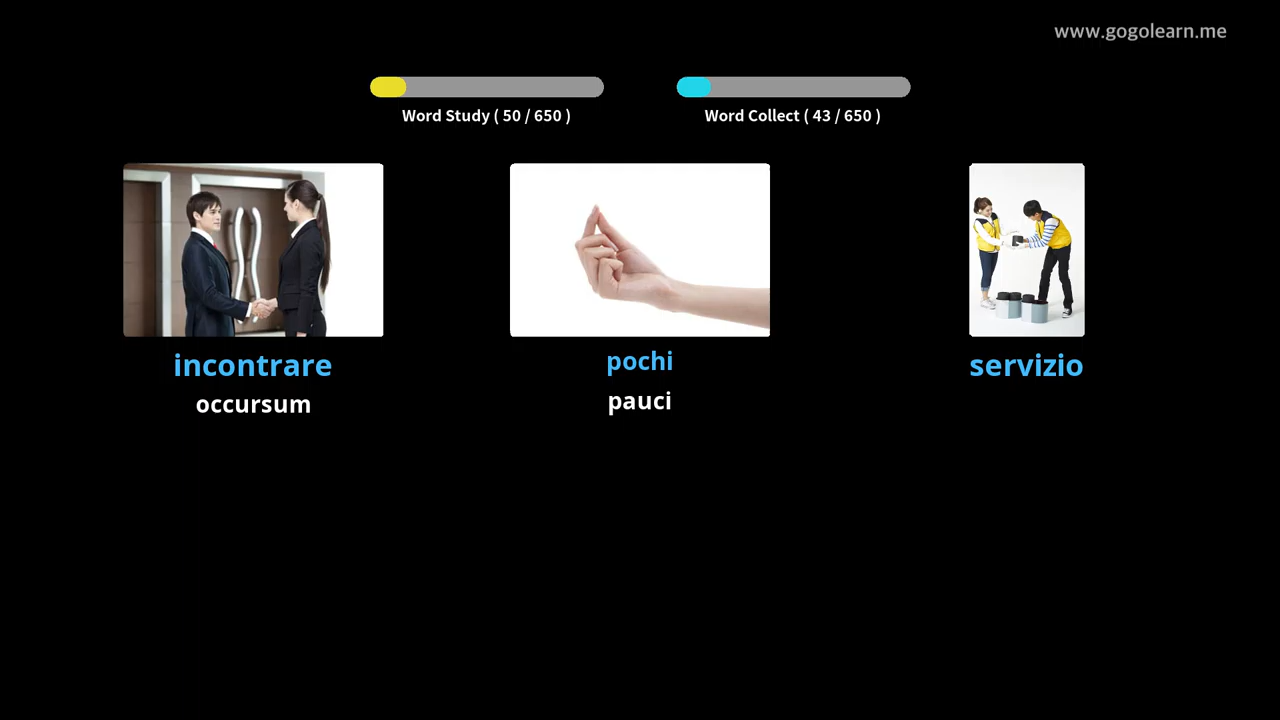 www.gogolearn.me
Word Study ( 50 / 650 )
Word Collect ( 43 / 650 )
incontrare
occursum
pochi
pauci
servizio